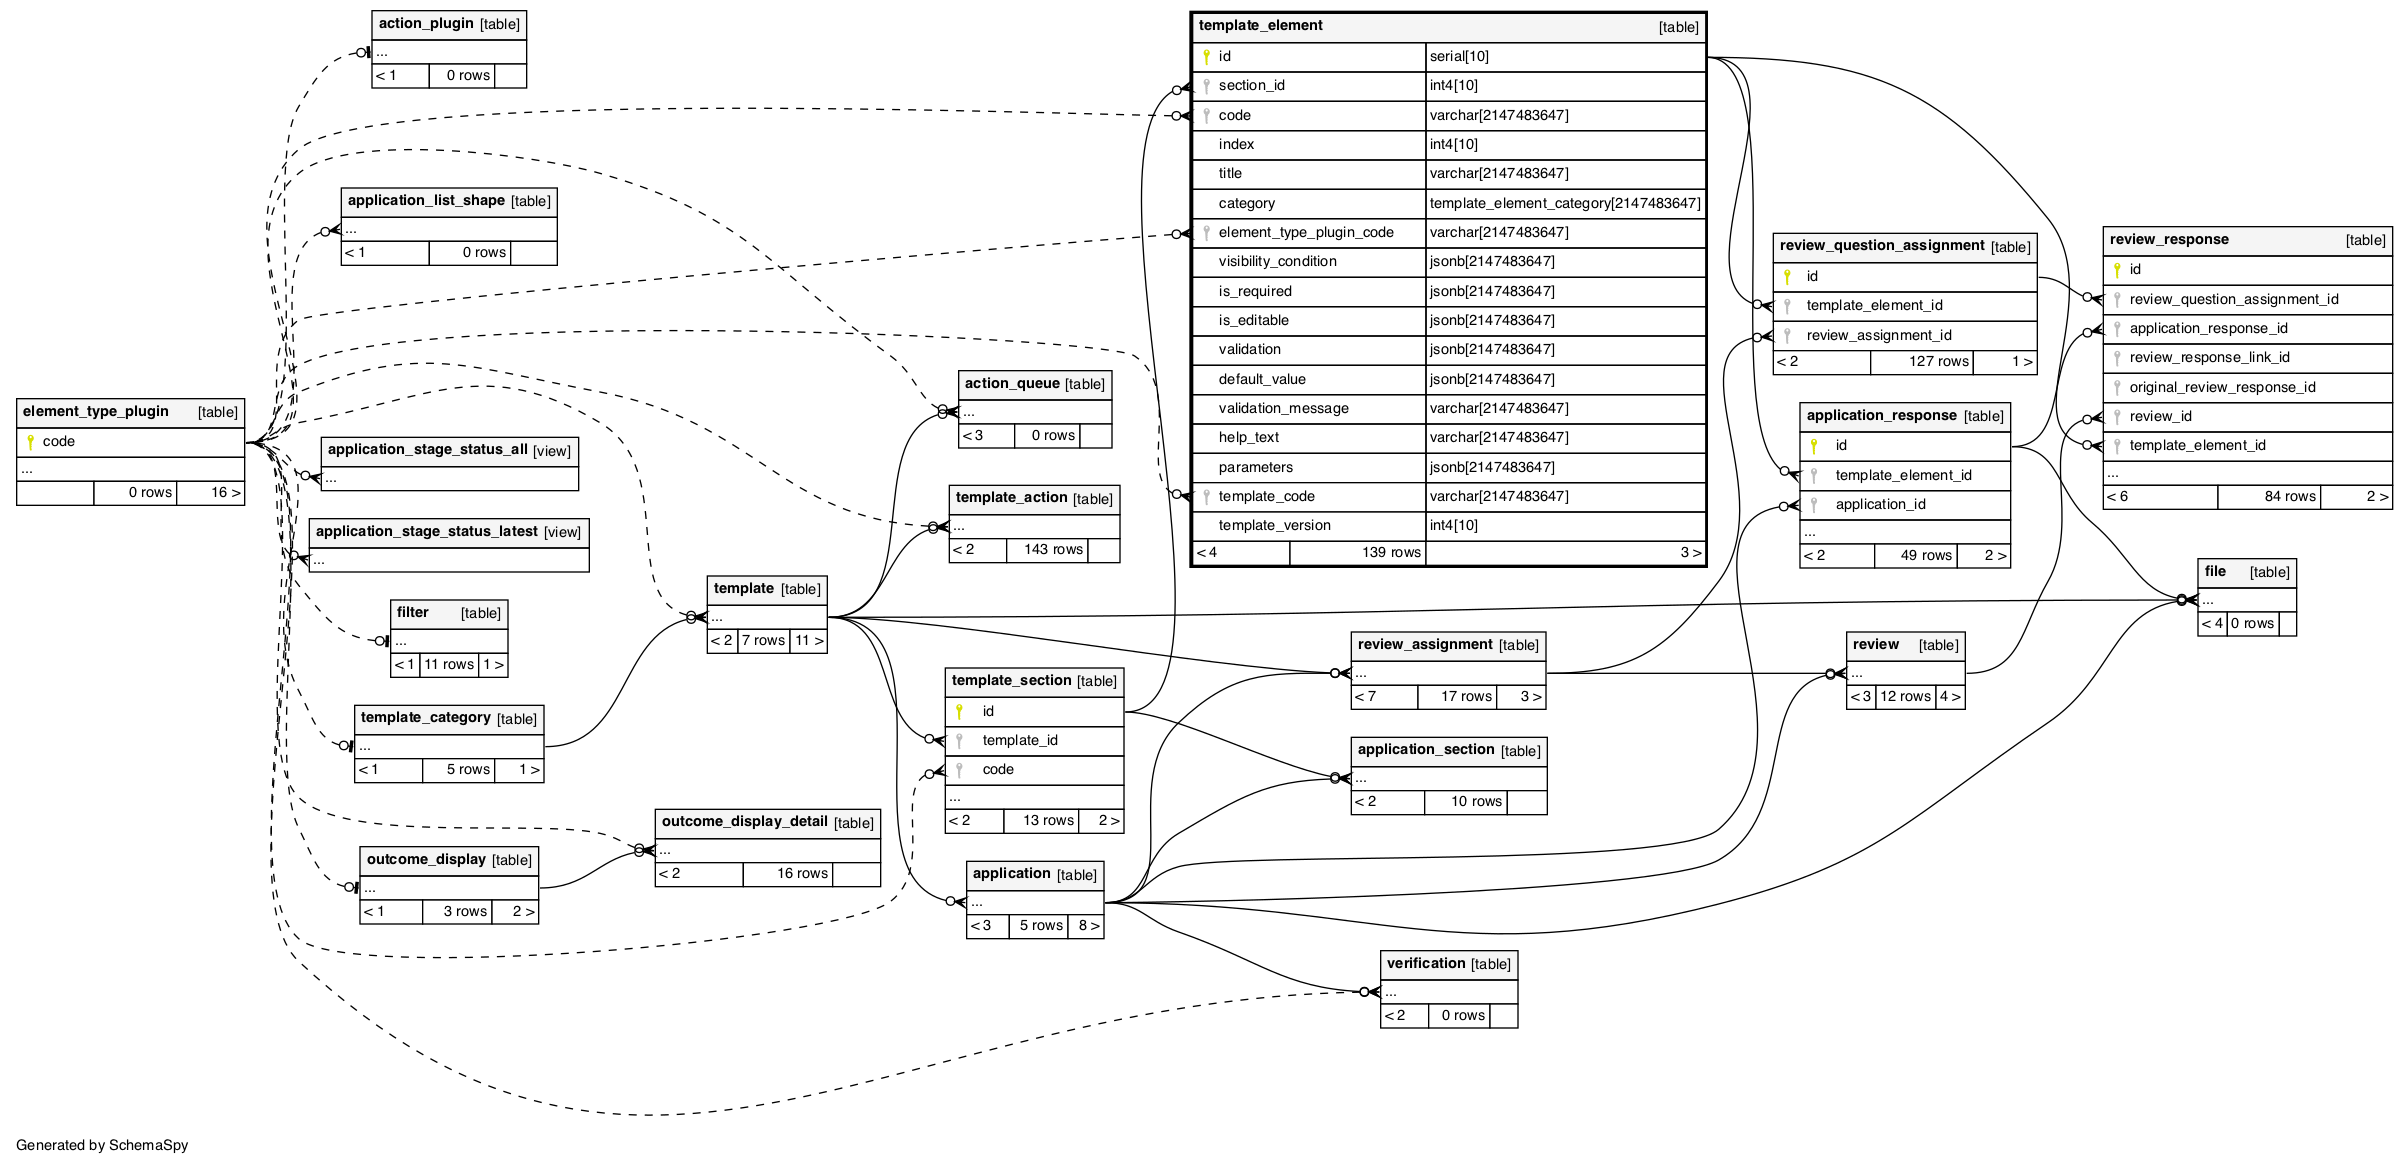 action_plugin [table]
...
< 1 0 rows
template_element [table]
id serial[10]
section_id int4[10]
code varchar[2147483647]
index int4[10]
title varchar[2147483647]
category template_element_category[2147483647]
element_type_plugin_code varchar[2147483647]
visibility_condition jsonb[2147483647]
is_required jsonb[2147483647]
is_editable jsonb[2147483647]
validation jsonb[2147483647]
default_value jsonb[2147483647]
validation_message varchar[2147483647]
help_text varchar[2147483647]
parameters jsonb[2147483647]
template_code varchar[2147483647]
template_version int4[10]
< 4 139 rows 3 >
application_list_shape [table]
...
< 1 0 rows
review_question_assignment [table]
id
template_element_id
review_assignment_id
< 2 127 rows 1 >
review_response [table]
id
review_question_assignment_id
application_response_id
review_response_link_id
original_review_response_id
review_id
template_element_id
...
< 6 84 rows 2 >
element_type_plugin [table]
code
...
0 rows 16 >
application_stage_status_all [view]
...
application_stage_status_latest [view]
...
action_queue [table]
...
< 3 0 rows
template_action [table]
...
< 2 143 rows
application_response [table]
id
template_element_id
application_id
...
< 2 49 rows 2 >
file [table]
...
< 4 0 rows
filter [table]
...
< 1 11 rows 1 >
template [table]
...
< 2 7 rows 11 >
template_category [table]
...
< 1 5 rows 1 >
template_section [table]
id
template_id
code
...
< 2 13 rows 2 >
review_assignment [table]
...
< 7 17 rows 3 >
review [table]
...
< 3 12 rows 4 >
application_section [table]
...
< 2 10 rows
outcome_display_detail [table]
...
< 2 16 rows
outcome_display [table]
...
< 1 3 rows 2 >
application [table]
...
< 3 5 rows 8 >
verification [table]
...
< 2 0 rows
Generated by SchemaSpy